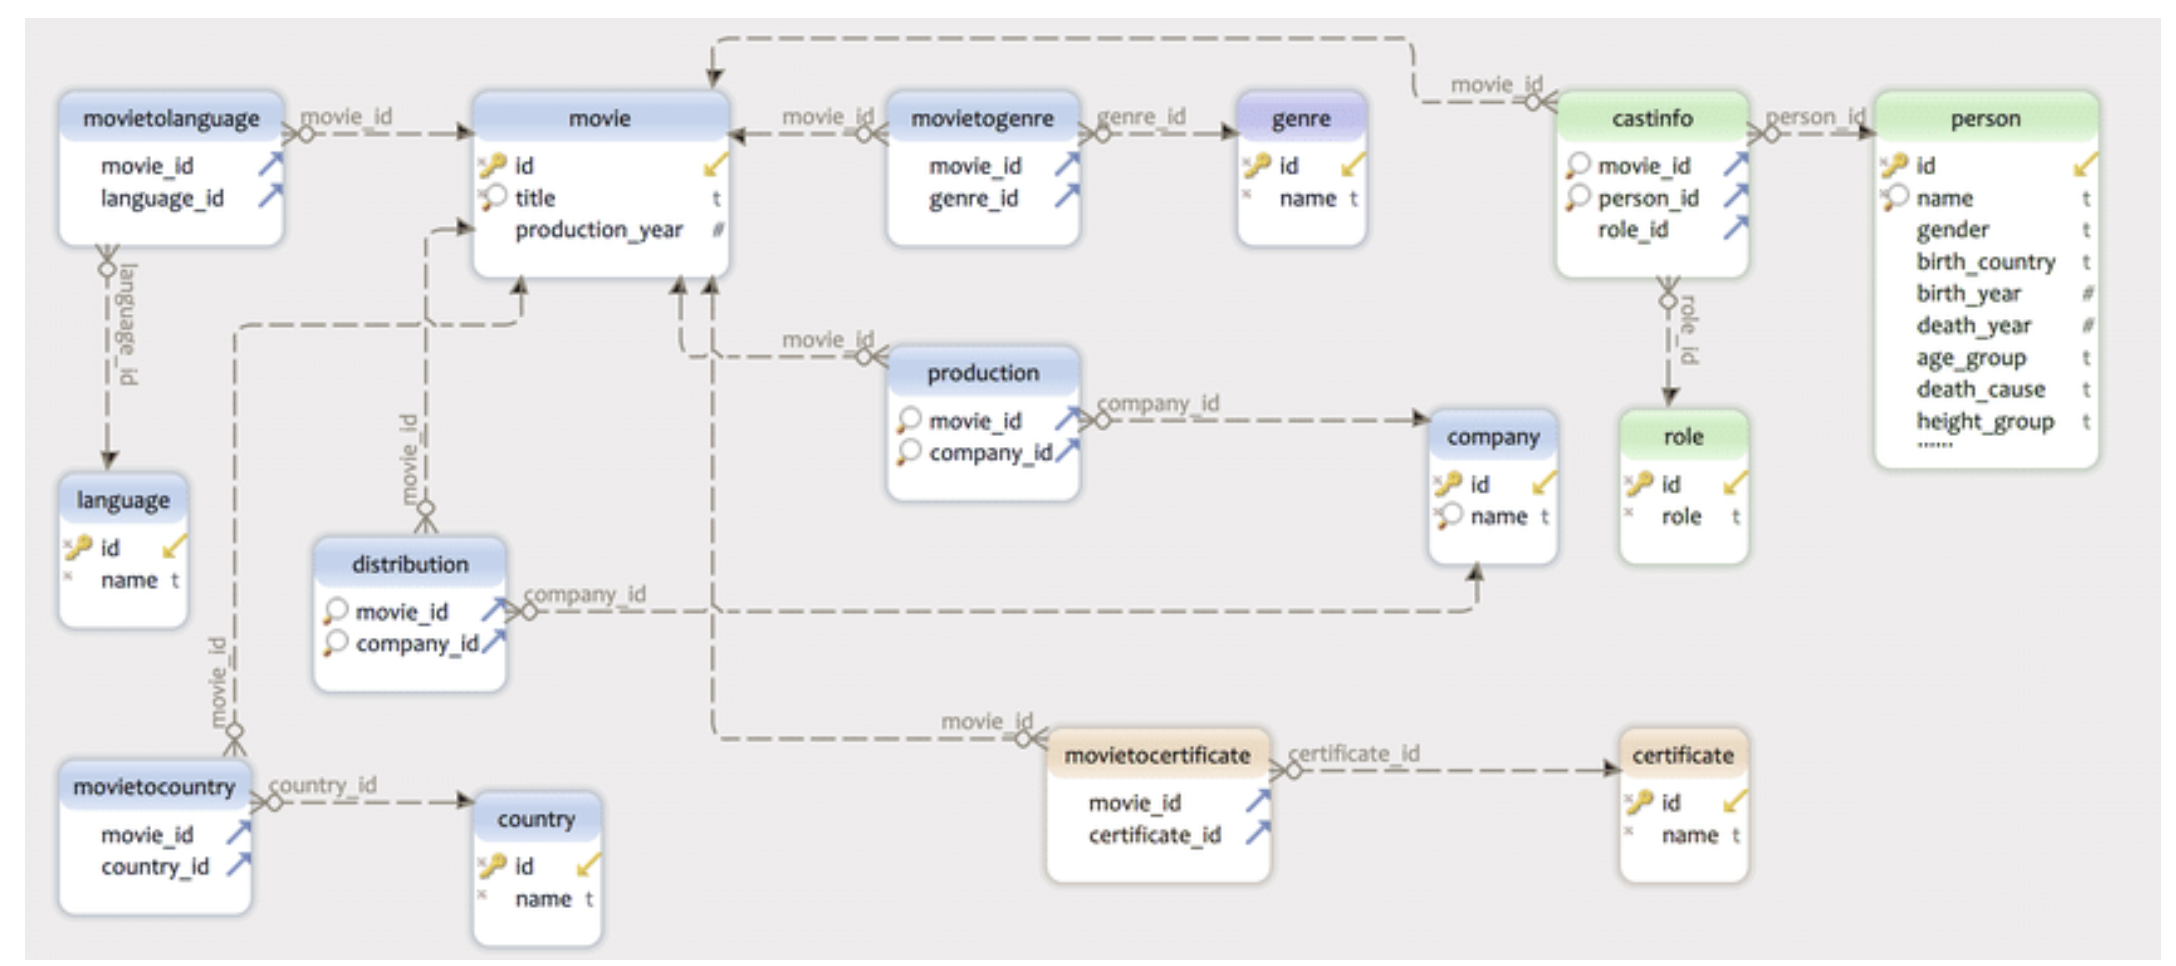 movie_id
movietolanguage
movie_id
language_id
movie_id
movie
id
title t
production_year #
movie_id
movietogenre
movie_id
genre_id
genre_id
genre
id
name t
castinfo
movie_id
person_id
role_id
person_id
person
id
name t
gender t
birth_country t
birth_year #
death_year #
age_group t
death_cause t
height_group t
......
language_id
role_id
movie_id
production
movie_id
company_id
company_id
company
id
name t
role
id
role t
language
id
name t
movie_id
distribution
movie_id
company_id
company_id
movie_id
movietocountry
movie_id
country_id
country_id
country
id
name t
movie_id
movietocertificate
movie_id
certificate_id
certificate_id
certificate
id
name t